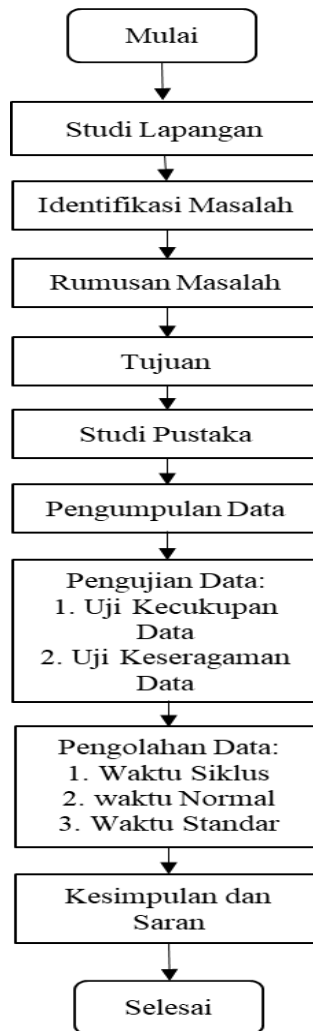 Mulai
Studi Lapangan
Identifikasi Masalah
Rumusan Masalah
Tujuan
Studi Pustaka
Pengumpulan Data
Pengujian Data:
1. Uji Kecukupan
Data
2. Uji Keseragaman
Data
Pengolahan Data:
1. Waktu Siklus
2. waktu Normal
3. Waktu Standar
Kesimpulan dan
Saran
Selesai